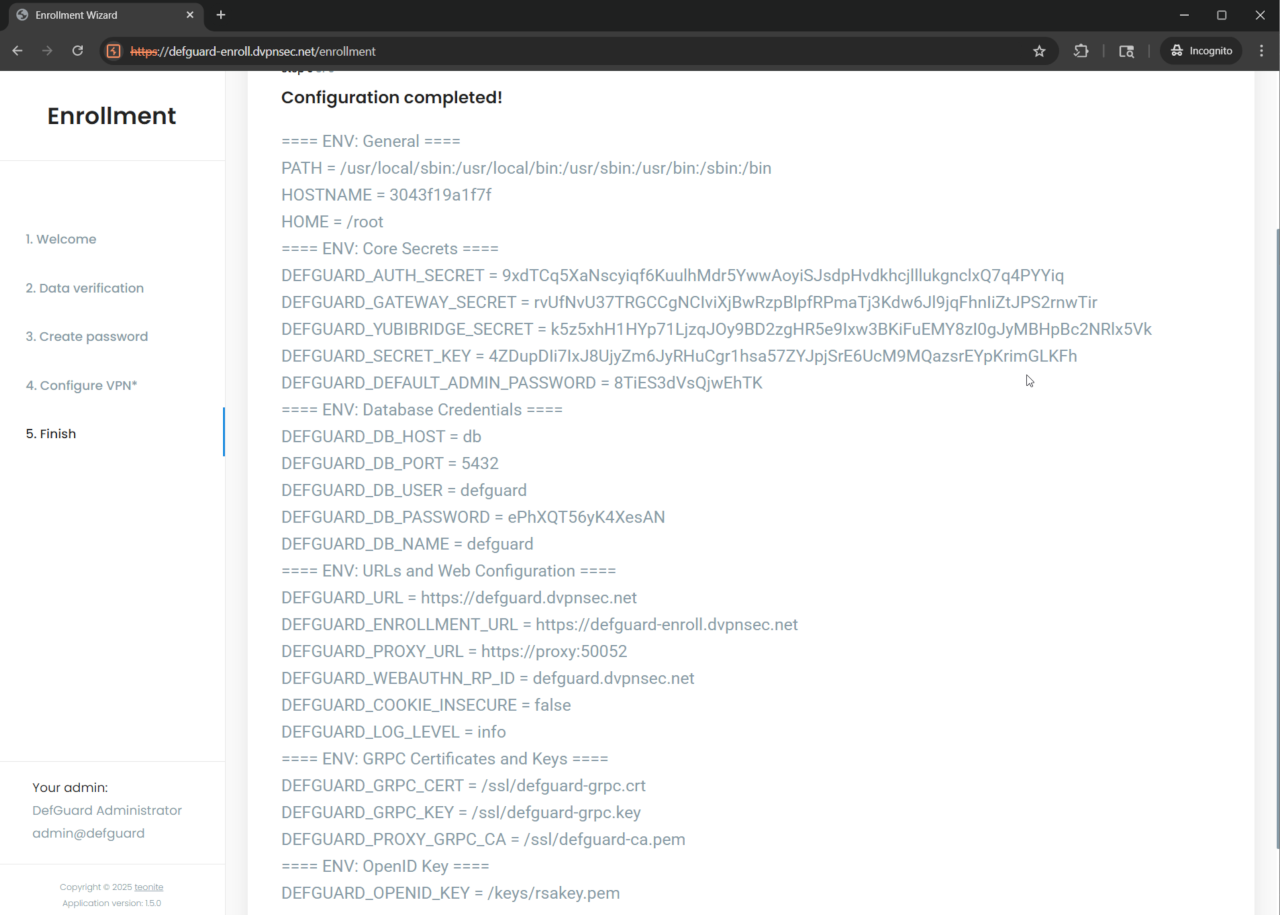 Enrollment Wizard
https://defguard-enroll.dvpnsec.net/enrollment
Incognito
Enrollment
1. Welcome
2. Data verification
3. Create password
4. Configure VPN*
5. Finish
Your admin:
DefGuard Administrator
admin@defguard
Copyright © 2025 teonite
Application version: 1.5.0
Configuration completed!
==== ENV: General ====
PATH = /usr/local/sbin:/usr/local/bin:/usr/sbin:/usr/bin:/sbin:/bin
HOSTNAME = 3043f19a1f7f
HOME = /root
==== ENV: Core Secrets ====
DEFGUARD_AUTH_SECRET = 9xdTCq5XaNscyiqf6KuulhMdr5YwwAoyiSJsdpHvdkhcjlllukgnclxQ7q4PYYiq
DEFGUARD_GATEWAY_SECRET = rvUfNvU37TRGCCgNCIviXjBwRzpBlpfRPmaTj3Kdw6Jl9jqFhnIiZtJPS2rnwTir
DEFGUARD_YUBIBRIDGE_SECRET = k5z5xhH1HYp71LjzqJOy9BD2zgHR5e9Ixw3BKiFuEMY8zI0gJyMBHpBc2NRlx5Vk
DEFGUARD_SECRET_KEY = 4ZDupDIi7IxJ8UjyZm6JyRHuCgr1hsa57ZYJpjSrE6UcM9MQazsrEYpKrimGLKFh
DEFGUARD_DEFAULT_ADMIN_PASSWORD = 8TiES3dVsQjwEhTK
==== ENV: Database Credentials ====
DEFGUARD_DB_HOST = db
DEFGUARD_DB_PORT = 5432
DEFGUARD_DB_USER = defguard
DEFGUARD_DB_PASSWORD = ePhXQT56yK4XesAN
DEFGUARD_DB_NAME = defguard
==== ENV: URLs and Web Configuration ====
DEFGUARD_URL = https://defguard.dvpnsec.net
DEFGUARD_ENROLLMENT_URL = https://defguard-enroll.dvpnsec.net
DEFGUARD_PROXY_URL = https://proxy:50052
DEFGUARD_WEBAUTHN_RP_ID = defguard.dvpnsec.net
DEFGUARD_COOKIE_INSECURE = false
DEFGUARD_LOG_LEVEL = info
==== ENV: GRPC Certificates and Keys ====
DEFGUARD_GRPC_CERT = /ssl/defguard-grpc.crt
DEFGUARD_GRPC_KEY = /ssl/defguard-grpc.key
DEFGUARD_PROXY_GRPC_CA = /ssl/defguard-ca.pem
==== ENV: OpenID Key ====
DEFGUARD_OPENID_KEY = /keys/rsakey.pem